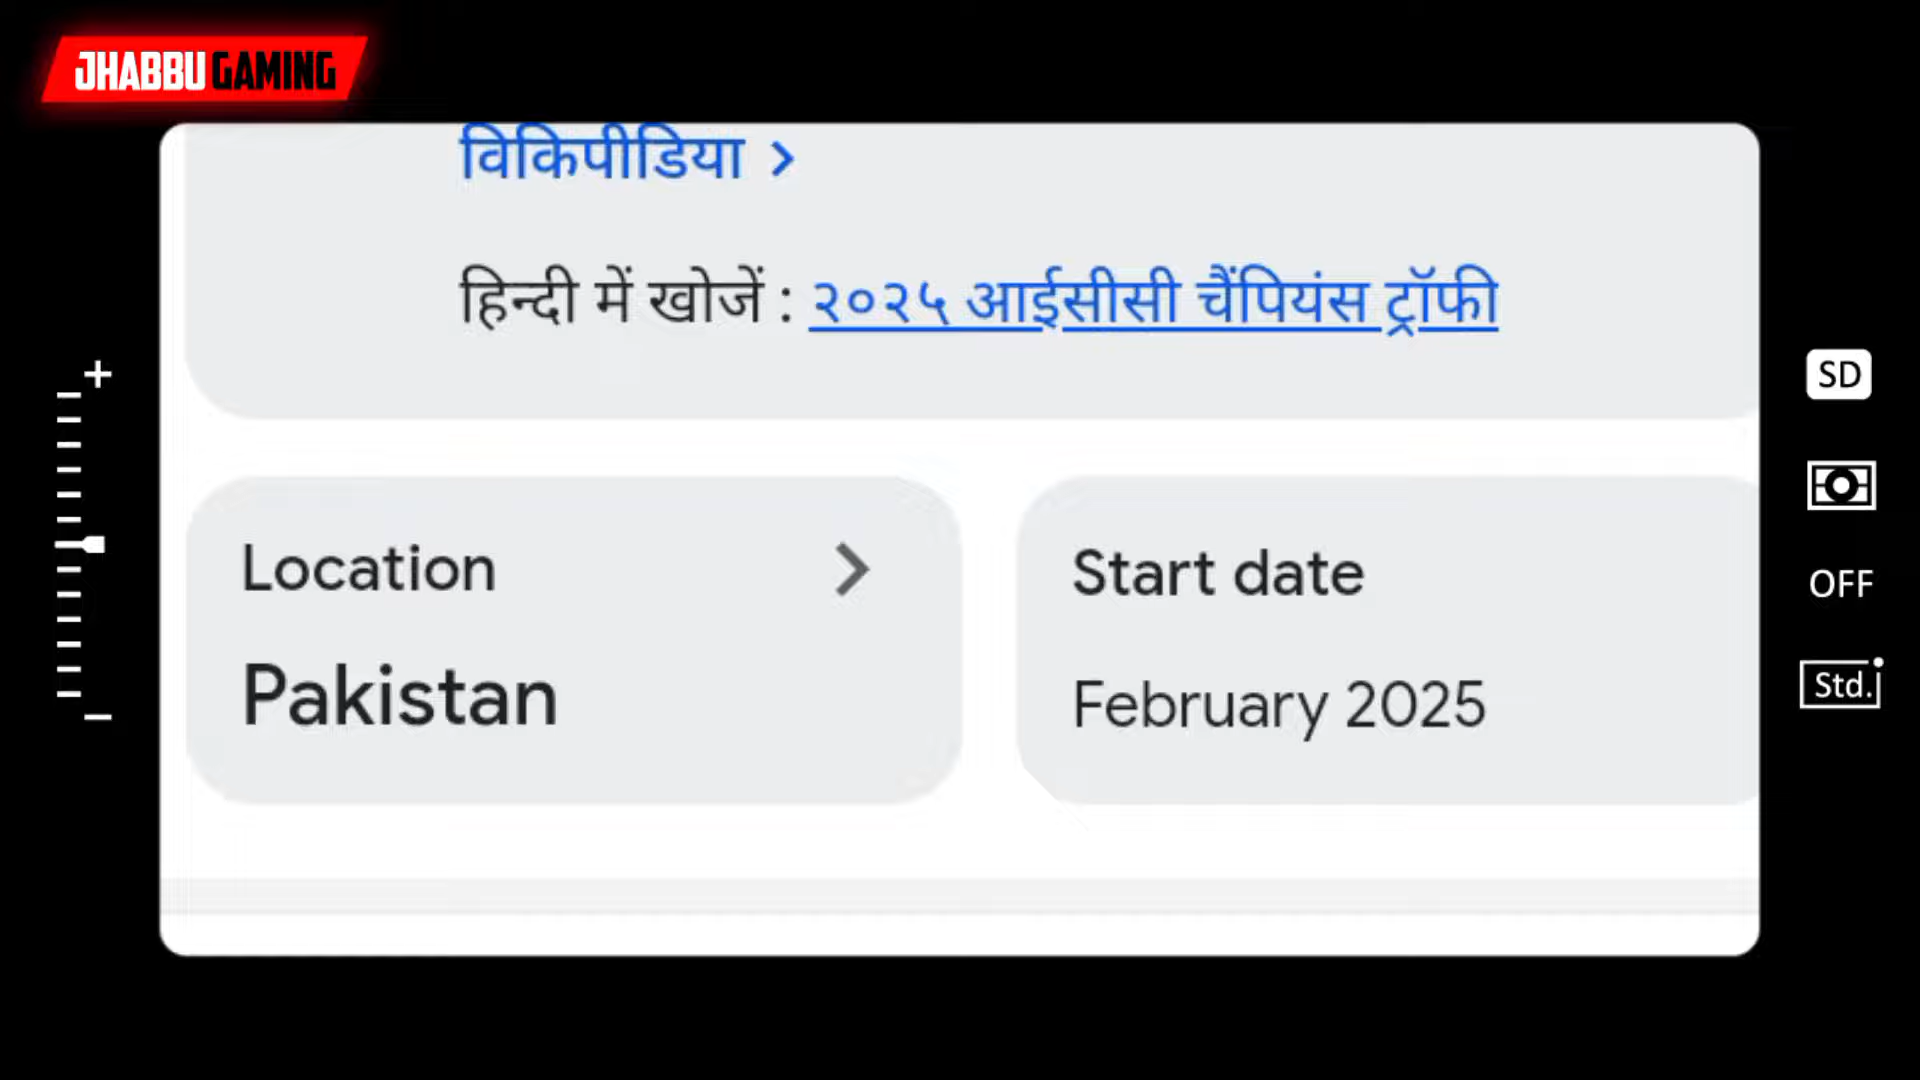 JHABBU GAMING
विकिपीडिया >
हिन्दी में खोजें : २०२५ आईसीसी चैंपियंस ट्रॉफी
+
SD
Location >
Start date
OFF
Pakistan
February 2025
Std.
–